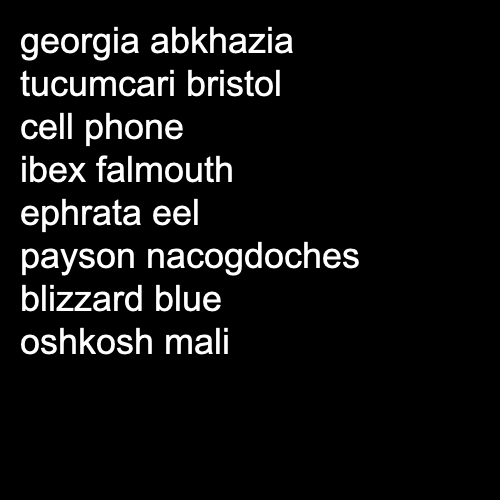 georgia abkhazia
tucumcari bristol
cell phone
ibex falmouth
ephrata eel
payson nacogdoches
blizzard blue
oshkosh mali